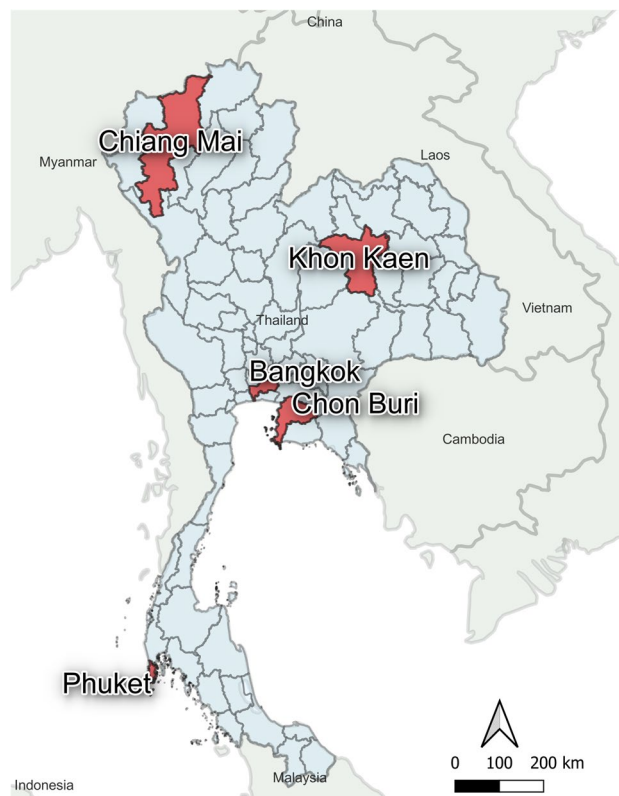 China
Chiang Mai
Myanmar
Laos
Khon Kaen
Vietnam
Thailand
Bangkok
Chon Buri
Cambodia
Phuket
0 100 200 km
Indonesia
Malaysia